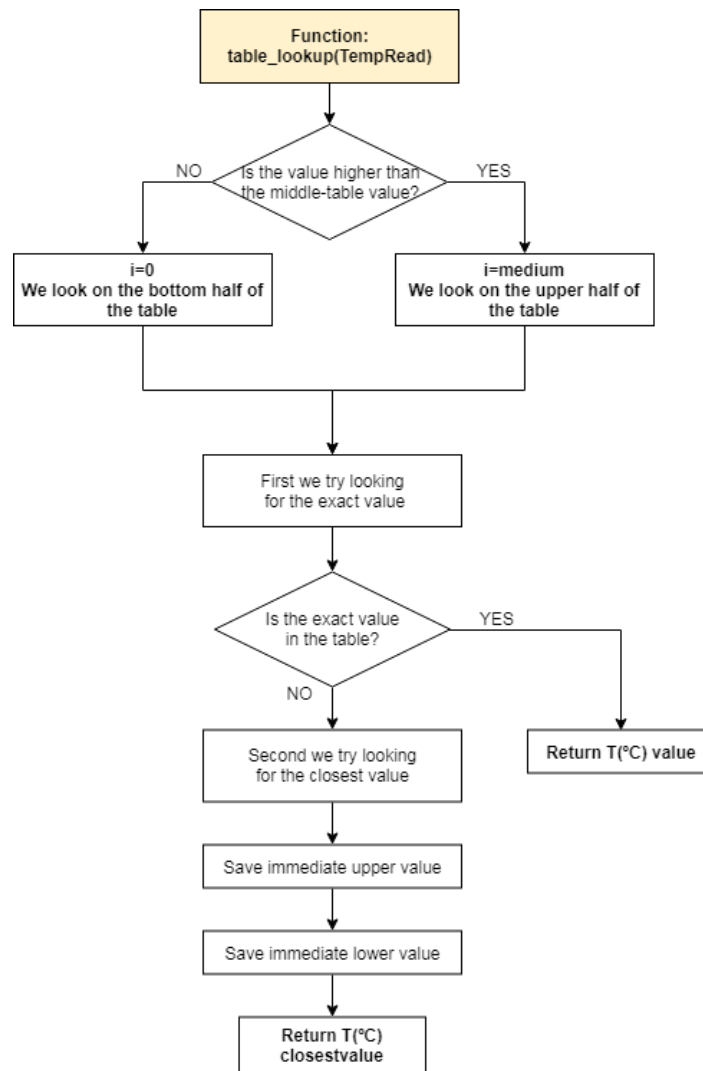 Function:
table_lookup(TempRead)
Is the value higher than
the middle-table value?
NO
YES
i=0
We look on the bottom half of
the table
i=medium
We look on the upper half of
the table
First we try looking
for the exact value
Is the exact value
in the table?
YES
NO
Second we try looking
for the closest value
Return T(ºC) value
Save immediate upper value
Save immediate lower value
Return T(ºC)
closestvalue